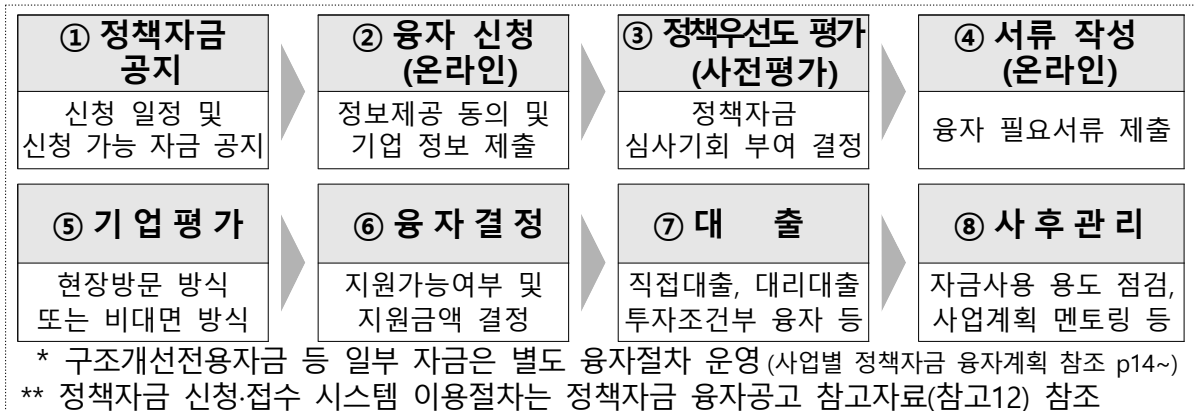 ① 정책자금
공지
신청 일정 및
신청 가능 자금 공지
② 융자 신청
(온라인)
정보제공 동의 및
기업 정보 제출
③ 정책우선도 평가
(사전평가)
정책자금
심사기회 부여 결정
④ 서류 작성
(온라인)
융자 필요서류 제출
⑤ 기 업 평 가
현장방문 방식
또는 비대면 방식
⑥ 융 자 결 정
지원가능여부 및
지원금액 결정
⑦ 대 출
직접대출, 대리대출
투자조건부 융자 등
⑧ 사 후 관 리
자금사용 용도 점검,
사업계획 멘토링 등
* 구조개선전용자금 등 일부 자금은 별도 융자절차 운영 (사업별 정책자금 융자계획 참조 p14~)
** 정책자금 신청·접수 시스템 이용절차는 정책자금 융자공고 참고자료(참고12) 참조